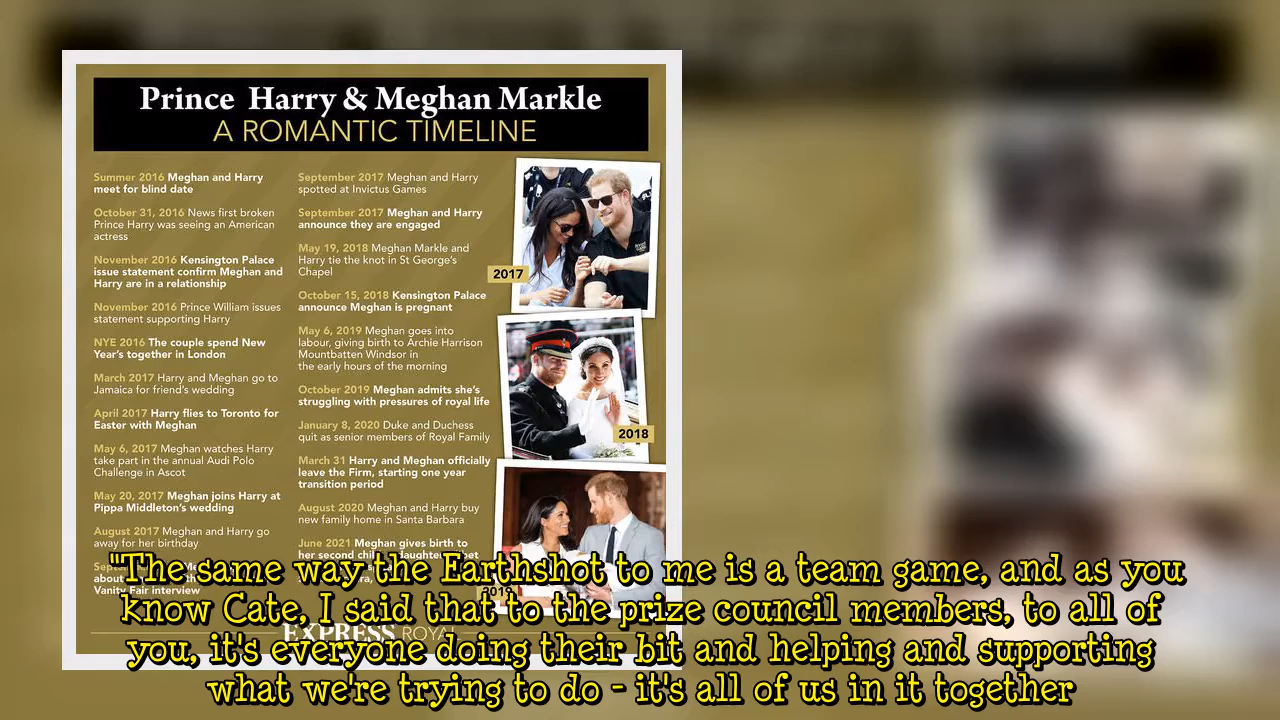 Prince Harry & Meghan Markle
A ROMANTIC TIMELINE
Summer 2016 Meghan and Harry
meet for blind date
October 31, 2016 News first broken
Prince Harry was seeing an American
actress
November 2016 Kensington Palace
issue statement confirm Meghan and
Harry are in a relationship
November 2016 Prince William issues
statement supporting Harry
NYE 2016 The couple spend New
Year's together in London
March 2017 Harry and Meghan go to
Jamaica for friend's wedding
April 2017 Harry flies to Toronto for
Easter with Meghan
May 6, 2017 Meghan watches Harry
take part in the annual Audi Polo
Challenge in Ascot
May 20, 2017 Meghan joins Harry at
Pippa Middleton's wedding
August 2017 Meghan and Harry go
away for her birthday
about
Vanity Fair interview
September 2017 Meghan and Harry
spotted at Invictus Games
September 2017 Meghan and Harry
announce they are engaged
May 19, 2018 Meghan Markle and
Harry tie the knot in St George's
Chapel
October 15, 2018 Kensington Palace
announce Meghan is pregnant
May 6, 2019 Meghan goes into
labour, giving birth to Archie Harrison
Mountbatten Windsor in
the early hours of the morning
October 2019 Meghan admits she's
struggling with pressures of royal life
January 8, 2020 Duke and Duchess
quit as senior members of Royal Family
March 31 Harry and Meghan officially
leave the Firm, starting one year
transition period
August 2020 Meghan and Harry buy
new family home in Santa Barbara
June 2021 Meghan gives birth to
her second
2017
2018
2019
EXPRESS ROYAL
"The same way the Earthshot to me is a team game, and as you
know Cate, I said that to the prize council members, to all of
you, it's everyone doing their bit and helping and supporting
what we're trying to do - it's all of us in it together